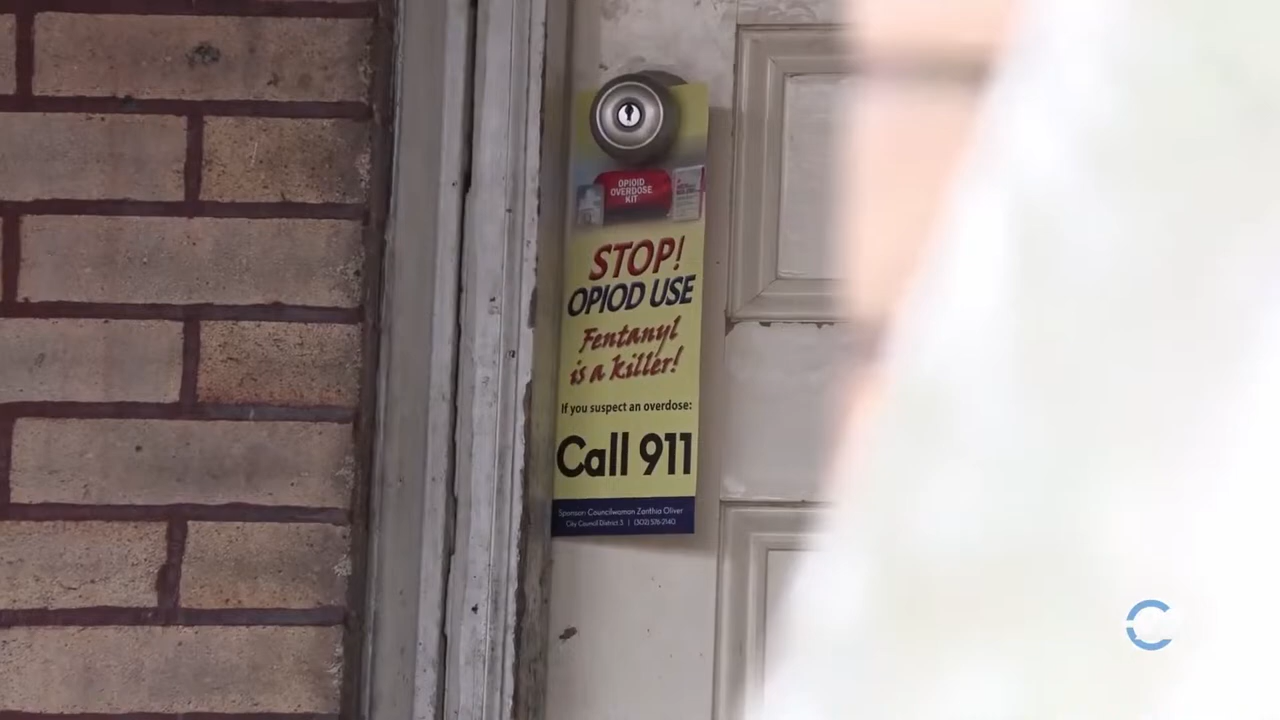 OPIOID
OVERDOSE
KIT
STOP!
OPIOD USE
Fentanyl
is a killer!
If you suspect an overdose:
Call 911
Sponsor: Councilwoman Zanthia Oliver
City Council District 3 | (302) 576-2140